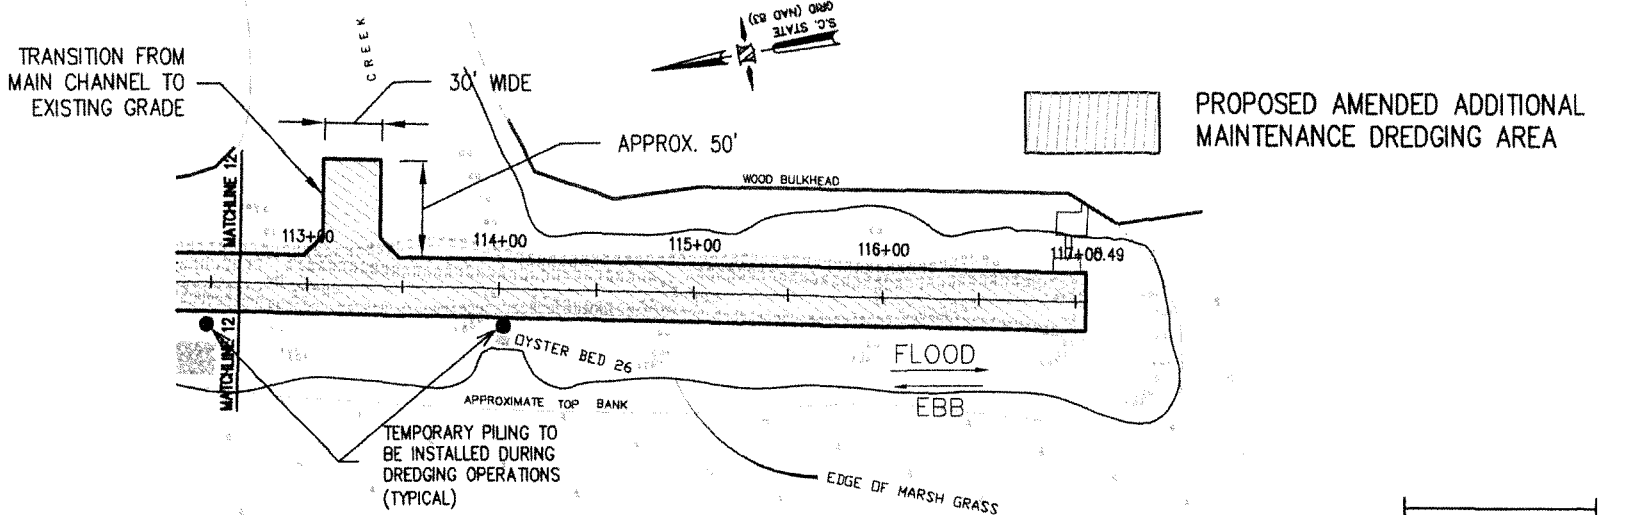 TRANSITION FROM
MAIN CHANNEL TO
EXISTING GRADE
CREEK
30' WIDE
APPROX. 50'
S.C. STATE
GRID (NAD 83)
PROPOSED AMENDED ADDITIONAL
MAINTENANCE DREDGING AREA
WOOD BULKHEAD
MATCHLINE 12
113+00
114+00
115+00
116+00
117+00.49
MATCHLINE 12
OYSTER BED 26
FLOOD
EBB
APPROXIMATE TOP BANK
TEMPORARY PILING TO
BE INSTALLED DURING
DREDGING OPERATIONS
(TYPICAL)
EDGE OF MARSH GRASS